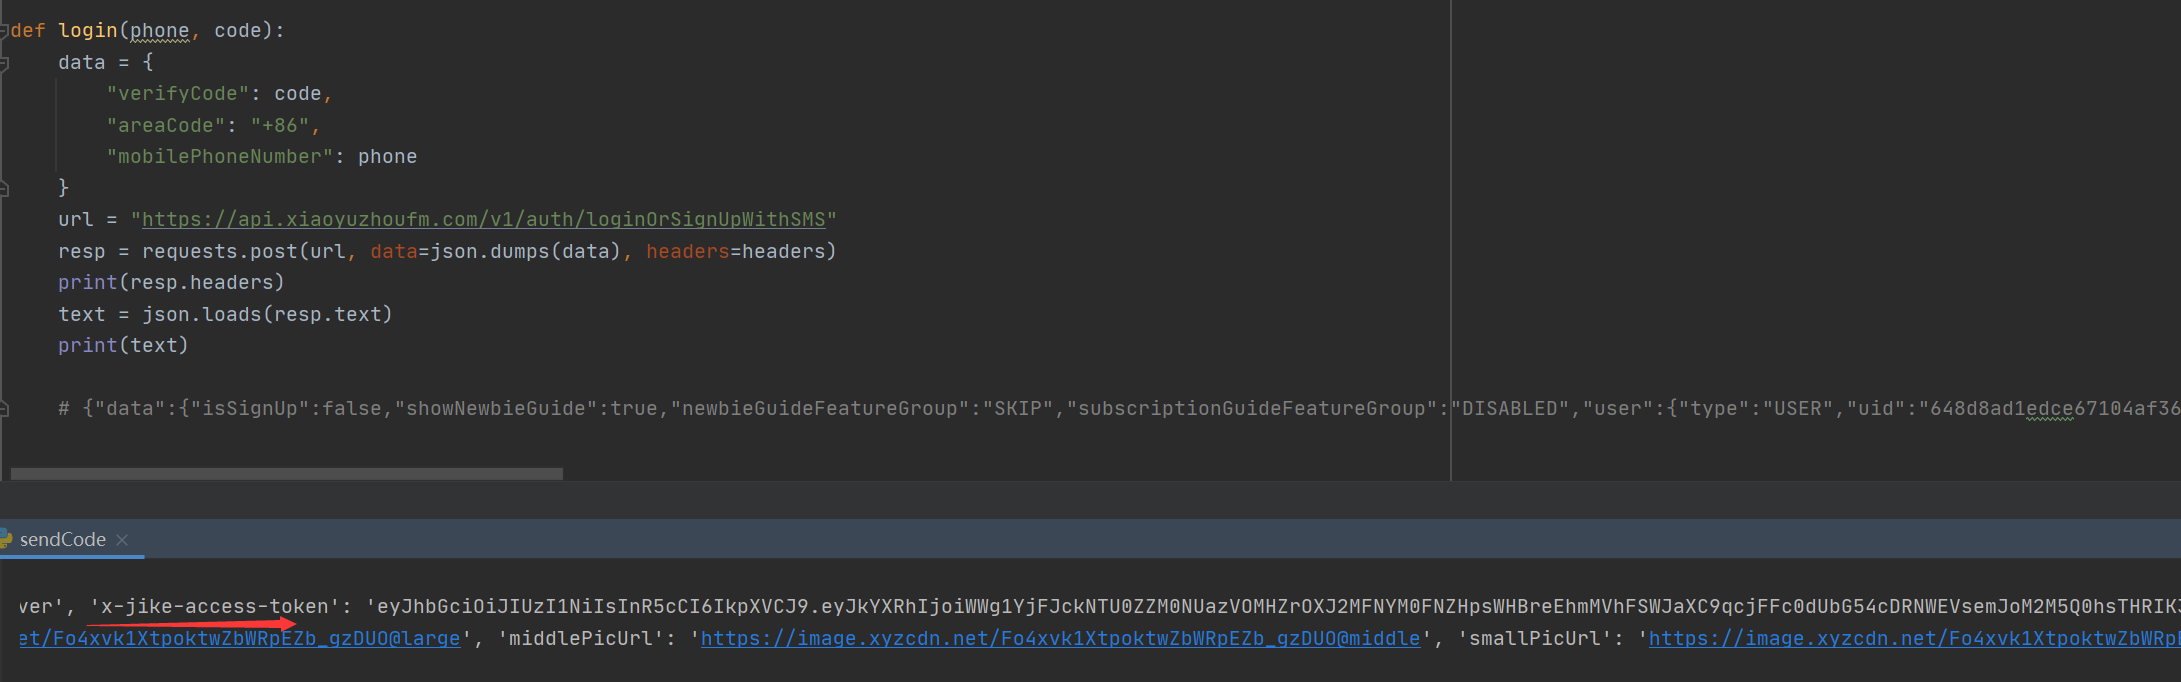 def login(phone, code):
data = {
"verifyCode": code,
"areaCode": "+86",
"mobilePhoneNumber": phone
}
url = "https://api.xiaoyuzhoufm.com/v1/auth/loginOrSignUpWithSMS"
resp = requests.post(url, data=json.dumps(data), headers=headers)
print(resp.headers)
text = json.loads(resp.text)
print(text)
# {"data":{"isSignUp":false,"showNewbieGuide":true,"newbieGuideFeatureGroup":"SKIP","subscriptionGuideFeatureGroup":"DISABLED","user":{"type":"USER","uid":"648d8ad1edce67104af36
sendCode
ver', 'x-jike-access-token': 'eyJhbGciOiJIUzI1NiIsInR5cCI6IkpXVCJ9.eyJkYXRhIjoiWWg1YjFJckNTU0ZZM0NUazVOMHZrOXJ2MFNYM0FNZHpsWHBreEhmMVhFSWJaXC9qcjFFc0dUbG54cDRNWEVsemJoM2M5Q0hsTHRIK
et/Fo4xvk1XtpoktwZbWRpEZb_gzDUO@large', 'middlePicUrl': 'https://image.xyzcdn.net/Fo4xvk1XtpoktwZbWRpEZb_gzDUO@middle', 'smallPicUrl': 'https://image.xyzcdn.net/Fo4xvk1XtpoktwZbWRp